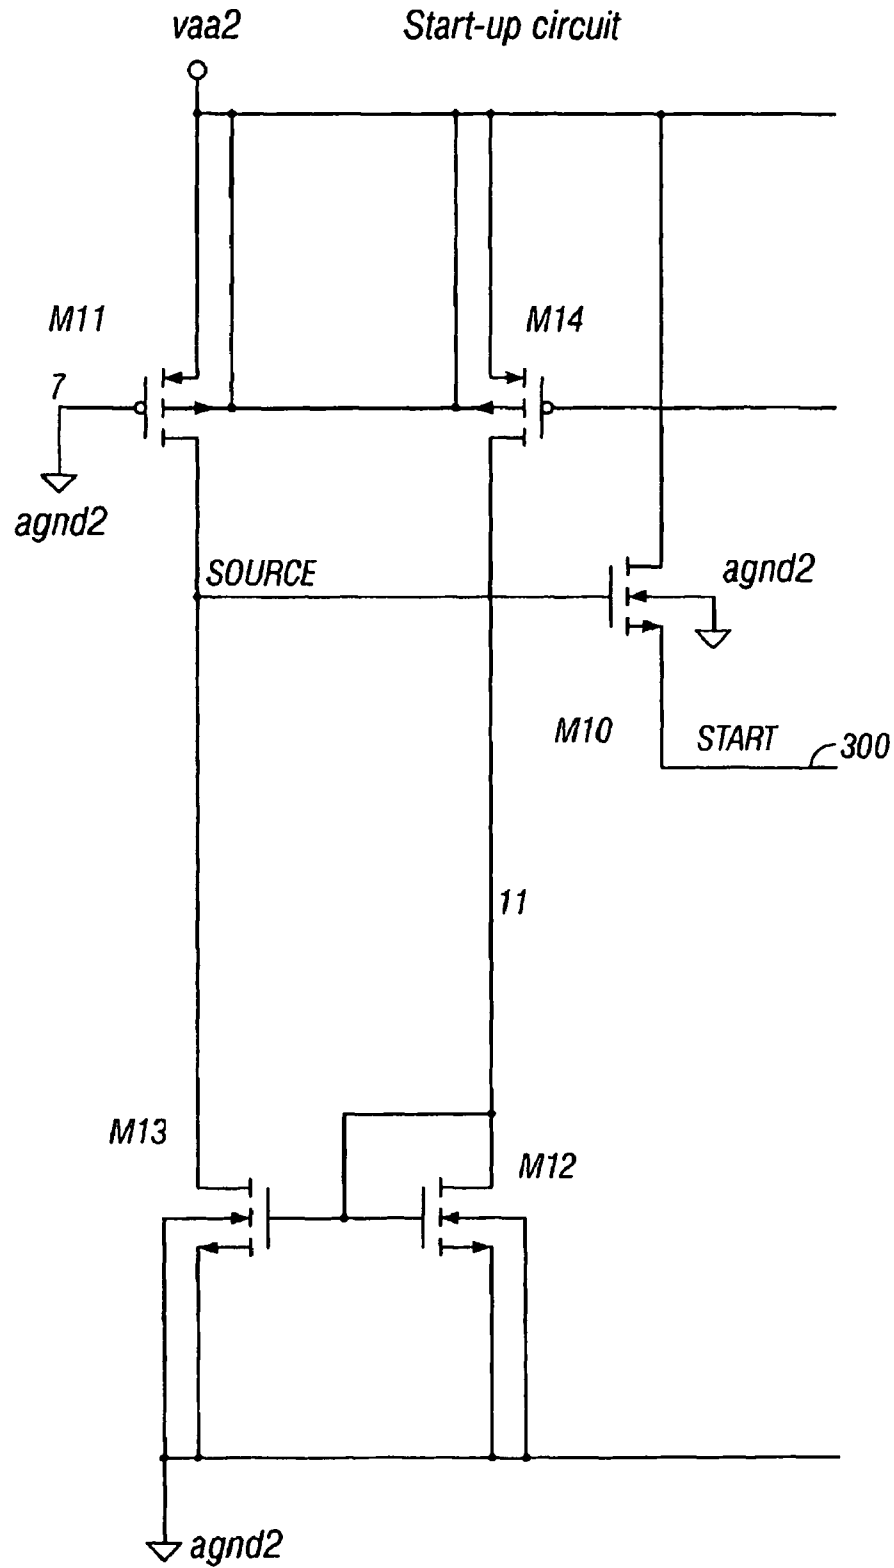 vaa2
Start-up circuit
M11
M14
7
agnd2
SOURCE
agnd2
M10
START
300
11
M13
M12
agnd2